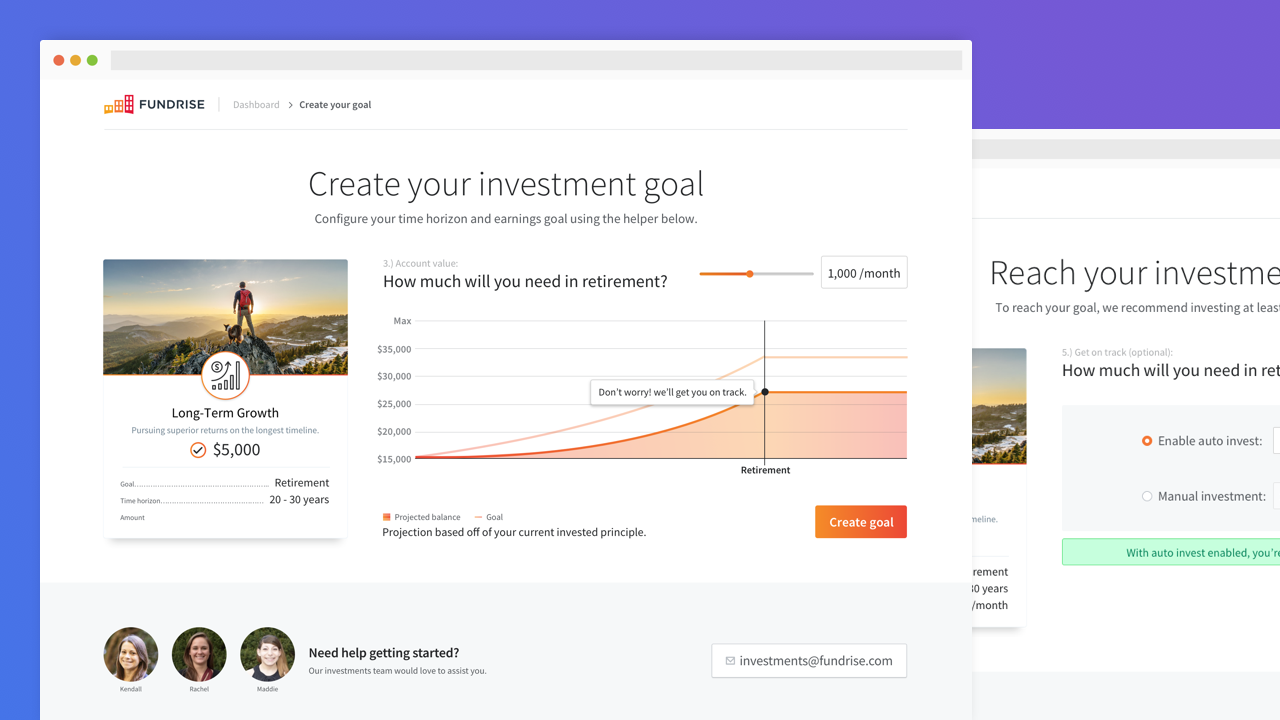 FUNDRISE
Dashboard
Create your goal
Create your investment goal
Configure your time horizon and earnings goal using the helper below.
Long-Term Growth
Pursuing superior returns on the longest timeline.
$5,000
Goal Retirement
Time horizon 20 - 30 years
Amount
3.) Account value:
How much will you need in retirement?
1,000 /month
Max
$35,000
$30,000
$25,000
$20,000
$15,000
Don't worry! we'll get you on track.
Retirement
Projected balance
Goal
Projection based off of your current invested principle.
Create goal
Kendall
Rachel
Maddie
Need help getting started?
Our investments team would love to assist you.
investments@fundrise.com
Reach your investme
To reach your goal, we recommend investing at least
meline.
rement
30 years
/month
5.) Get on track (optional):
How much will you need in ret
Enable auto invest:
Manual investment:
With auto invest enabled, you're